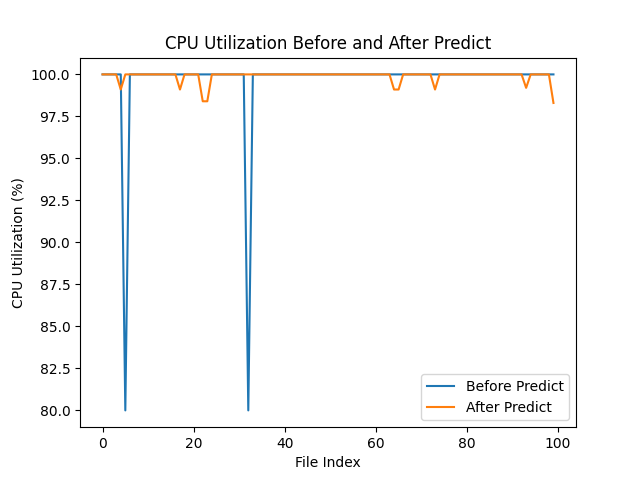 CPU Utilization Before and After Predict
100.0
97.5
95.0
92.5
90.0
87.5
85.0
82.5
80.0
CPU Utilization (%)
Before Predict
After Predict
0 20 40 60 80 100
File Index